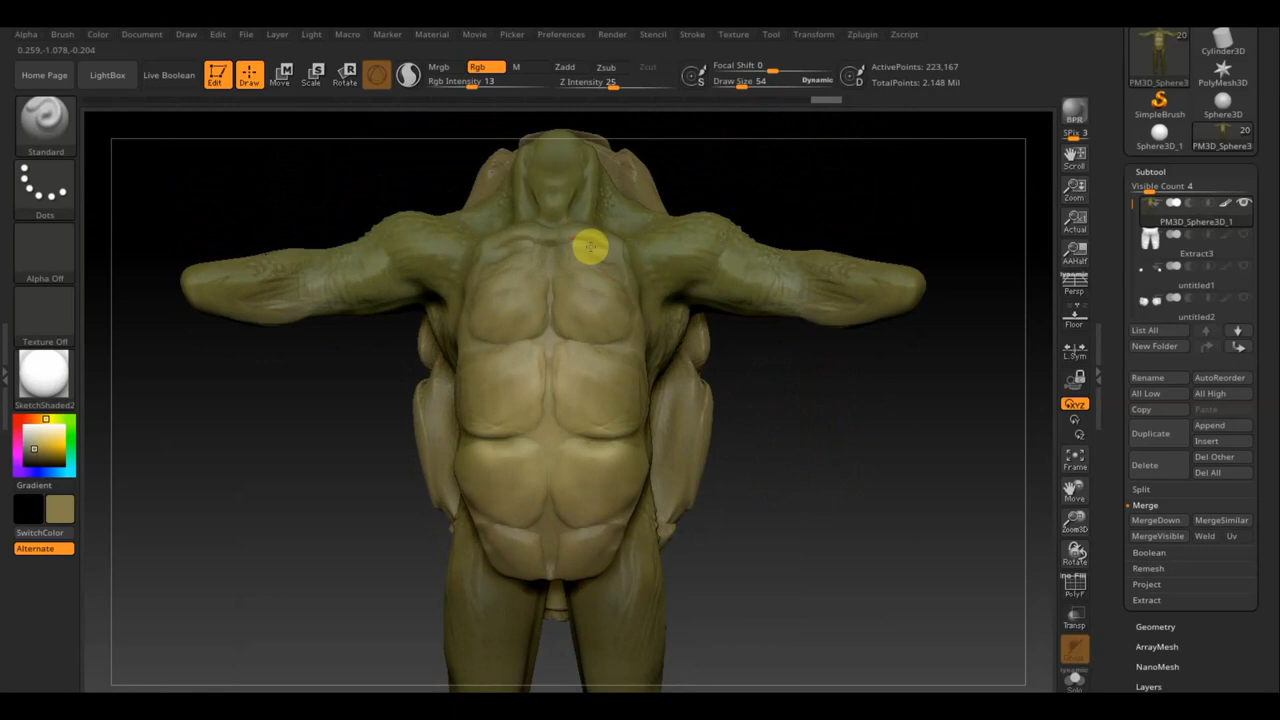 Alpha Brush Color Document Draw Edit File Layer Light Macro Marker Material Movie Picker Preferences Render Stencil Stroke Texture Tool Transform Zplugin Zscript
0.259,-1.078,-0.204
Home Page LightBox Live Boolean Edit Draw Move Scale Rotate
Mrgb Rgb M
Rgb Intensity 13
Zadd Zsub Zcut
Z Intensity 25
Focal Shift 0
Draw Size 54 Dynamic
ActivePoints: 223,167
TotalPoints: 2.148 Mil
S
D
Standard
Dots
Alpha Off
Texture Off
SketchShaded2
Gradient
SwitchColor
Alternate
BPR
SPix 3
Scroll
Zoom
Actual
AAHalf
Dynamic
Persp
Floor
L.Sym
XYZ
Frame
Move
Zoom3D
Rotate
PolyF
Transp
Dynamic
Solo
20
PM3D_Sphere3
Cylinder3D
PolyMesh3D
SimpleBrush
Sphere3D
Sphere3D_1
20
PM3D_Sphere3
Subtool
Visible Count 4
PM3D_Sphere3D_1
Extract3
untitled1
untitled2
List All
New Folder
Rename AutoReorder
All Low All High
Copy Paste
Duplicate Append
Insert
Delete Del Other
Del All
Split
Merge
MergeDown MergeSimilar
MergeVisible Weld Uv
Boolean
Remesh
Project
Extract
Geometry
ArrayMesh
NanoMesh
Layers